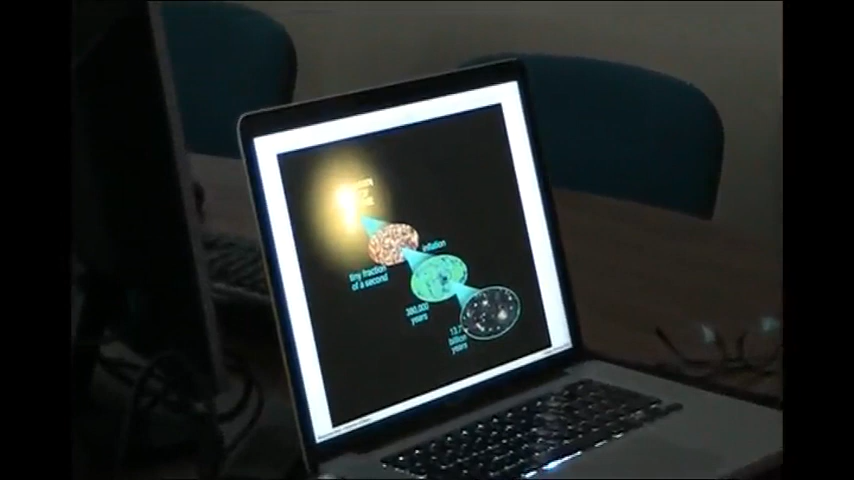 inflation
tiny fraction
of a second
380,000
years
13.7
billion
years